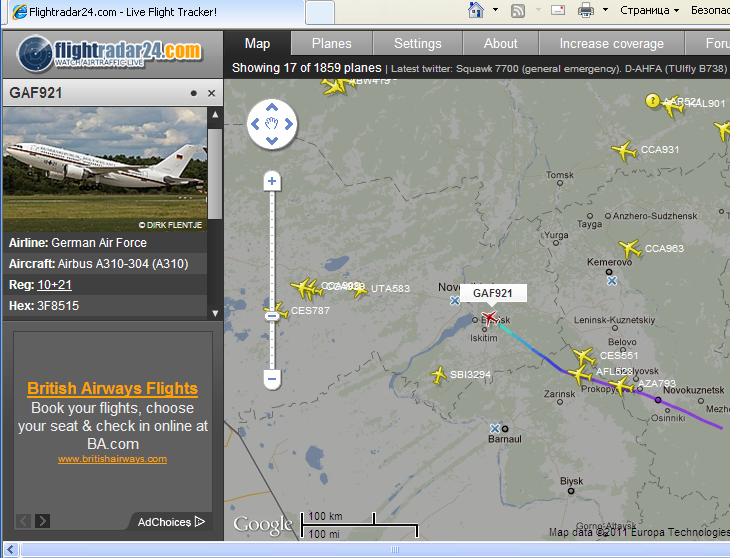 Flightradar24.com - Live Flight Tracker!
Страница
Безопас
flightradar24.com
WATCH AIR TRAFFIC LIVE
Map Planes Settings About Increase coverage Foru
Showing 17 of 1859 planes | Latest twitter: Squawk 7700 (general emergency). D-AHFA (TUIfly B738)
GAF921
© DIRK FLENTJE
Airline: German Air Force
Aircraft: Airbus A310-304 (A310)
Reg: 10+21
Hex: 3F8515
British Airways Flights
Book your flights, choose
your seat & check in online at
BA.com
www.britishairways.com
AdChoices
KAL901
CCA931
Tomsk
Anzhero-Sudzhensk
Tayga
Yurga
CCA963
Kemerovo
UTA583
GAF921
CES787
Iskitim
Leninsk-Kuznetskiy
Belovo
CES551
SBI3294
AZA793
Zarinsk
Novokuznetsk
Osinniki
Mezh
Barnaul
Biysk
Gorno-Altaysk
100 km
100 mi
Google
Map data ©2011 Europa Technologies